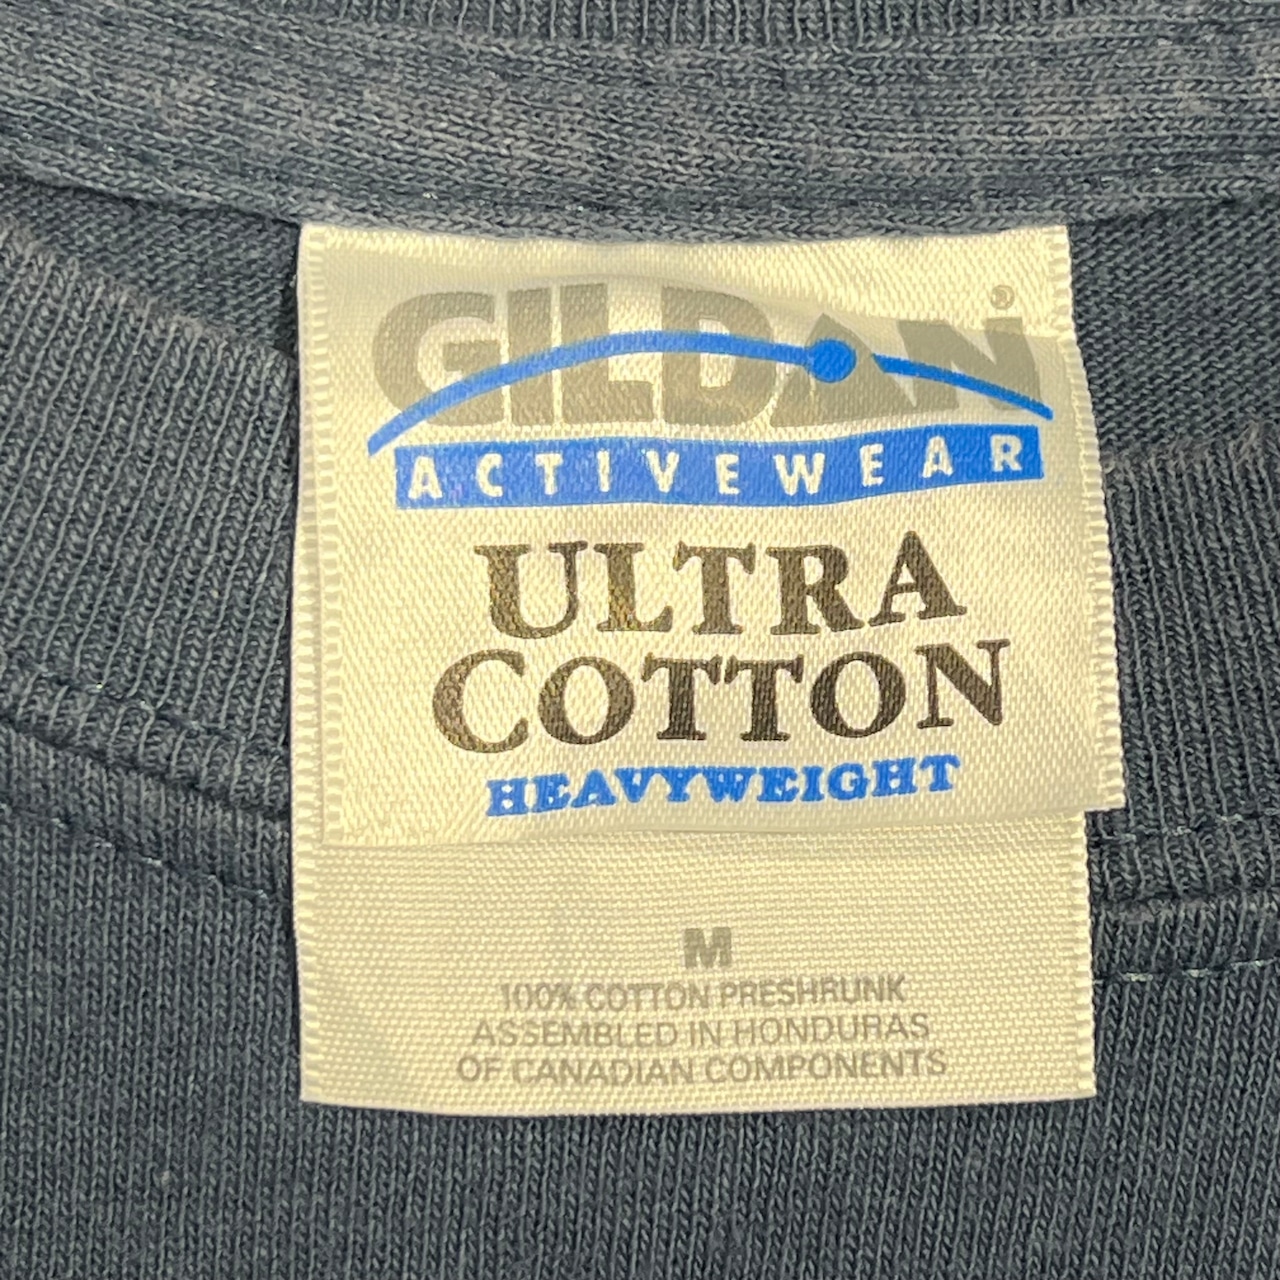 GILDAN®
ACTIVEWEAR
ULTRA
COTTON
HEAVYWEIGHT
M
100% COTTON PRESHRUNK
ASSEMBLED IN HONDURAS
OF CANADIAN COMPONENTS